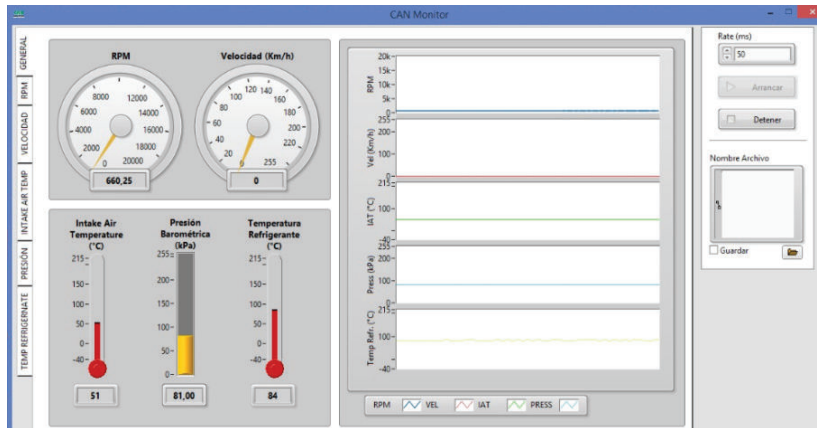 CAN Monitor
GENERAL
RPM
VELOCIDAD
INTAKE AIR TEMP
PRESIÓN
TEMP REFRIGERNATE
RPM
0
2000
4000
6000
8000
12000
14000
16000
18000
20000
660,25
Velocidad (Km/h)
0
20
40
60
80
100 120 140
160
180
200
220
255
0
Intake Air
Temperature
(°C)
215
150
100
50
0
-40
51
Presión
Barométrica
(kPa)
255
200
150
100
50
0
81,00
Temperatura
Refrigerante
(°C)
215
150
100
50
0
-40
84
RPM
20k
15k
10k
5k
0
Vel (Km/h)
255
200
100
0
IAT (°C)
215
100
-40
Press (kPa)
255
200
100
0
Temp Refr. (°C)
215
100
-40
RPM VEL IAT PRESS
Rate (ms)
50
Arrancar
Detener
Nombre Archivo
Guardar